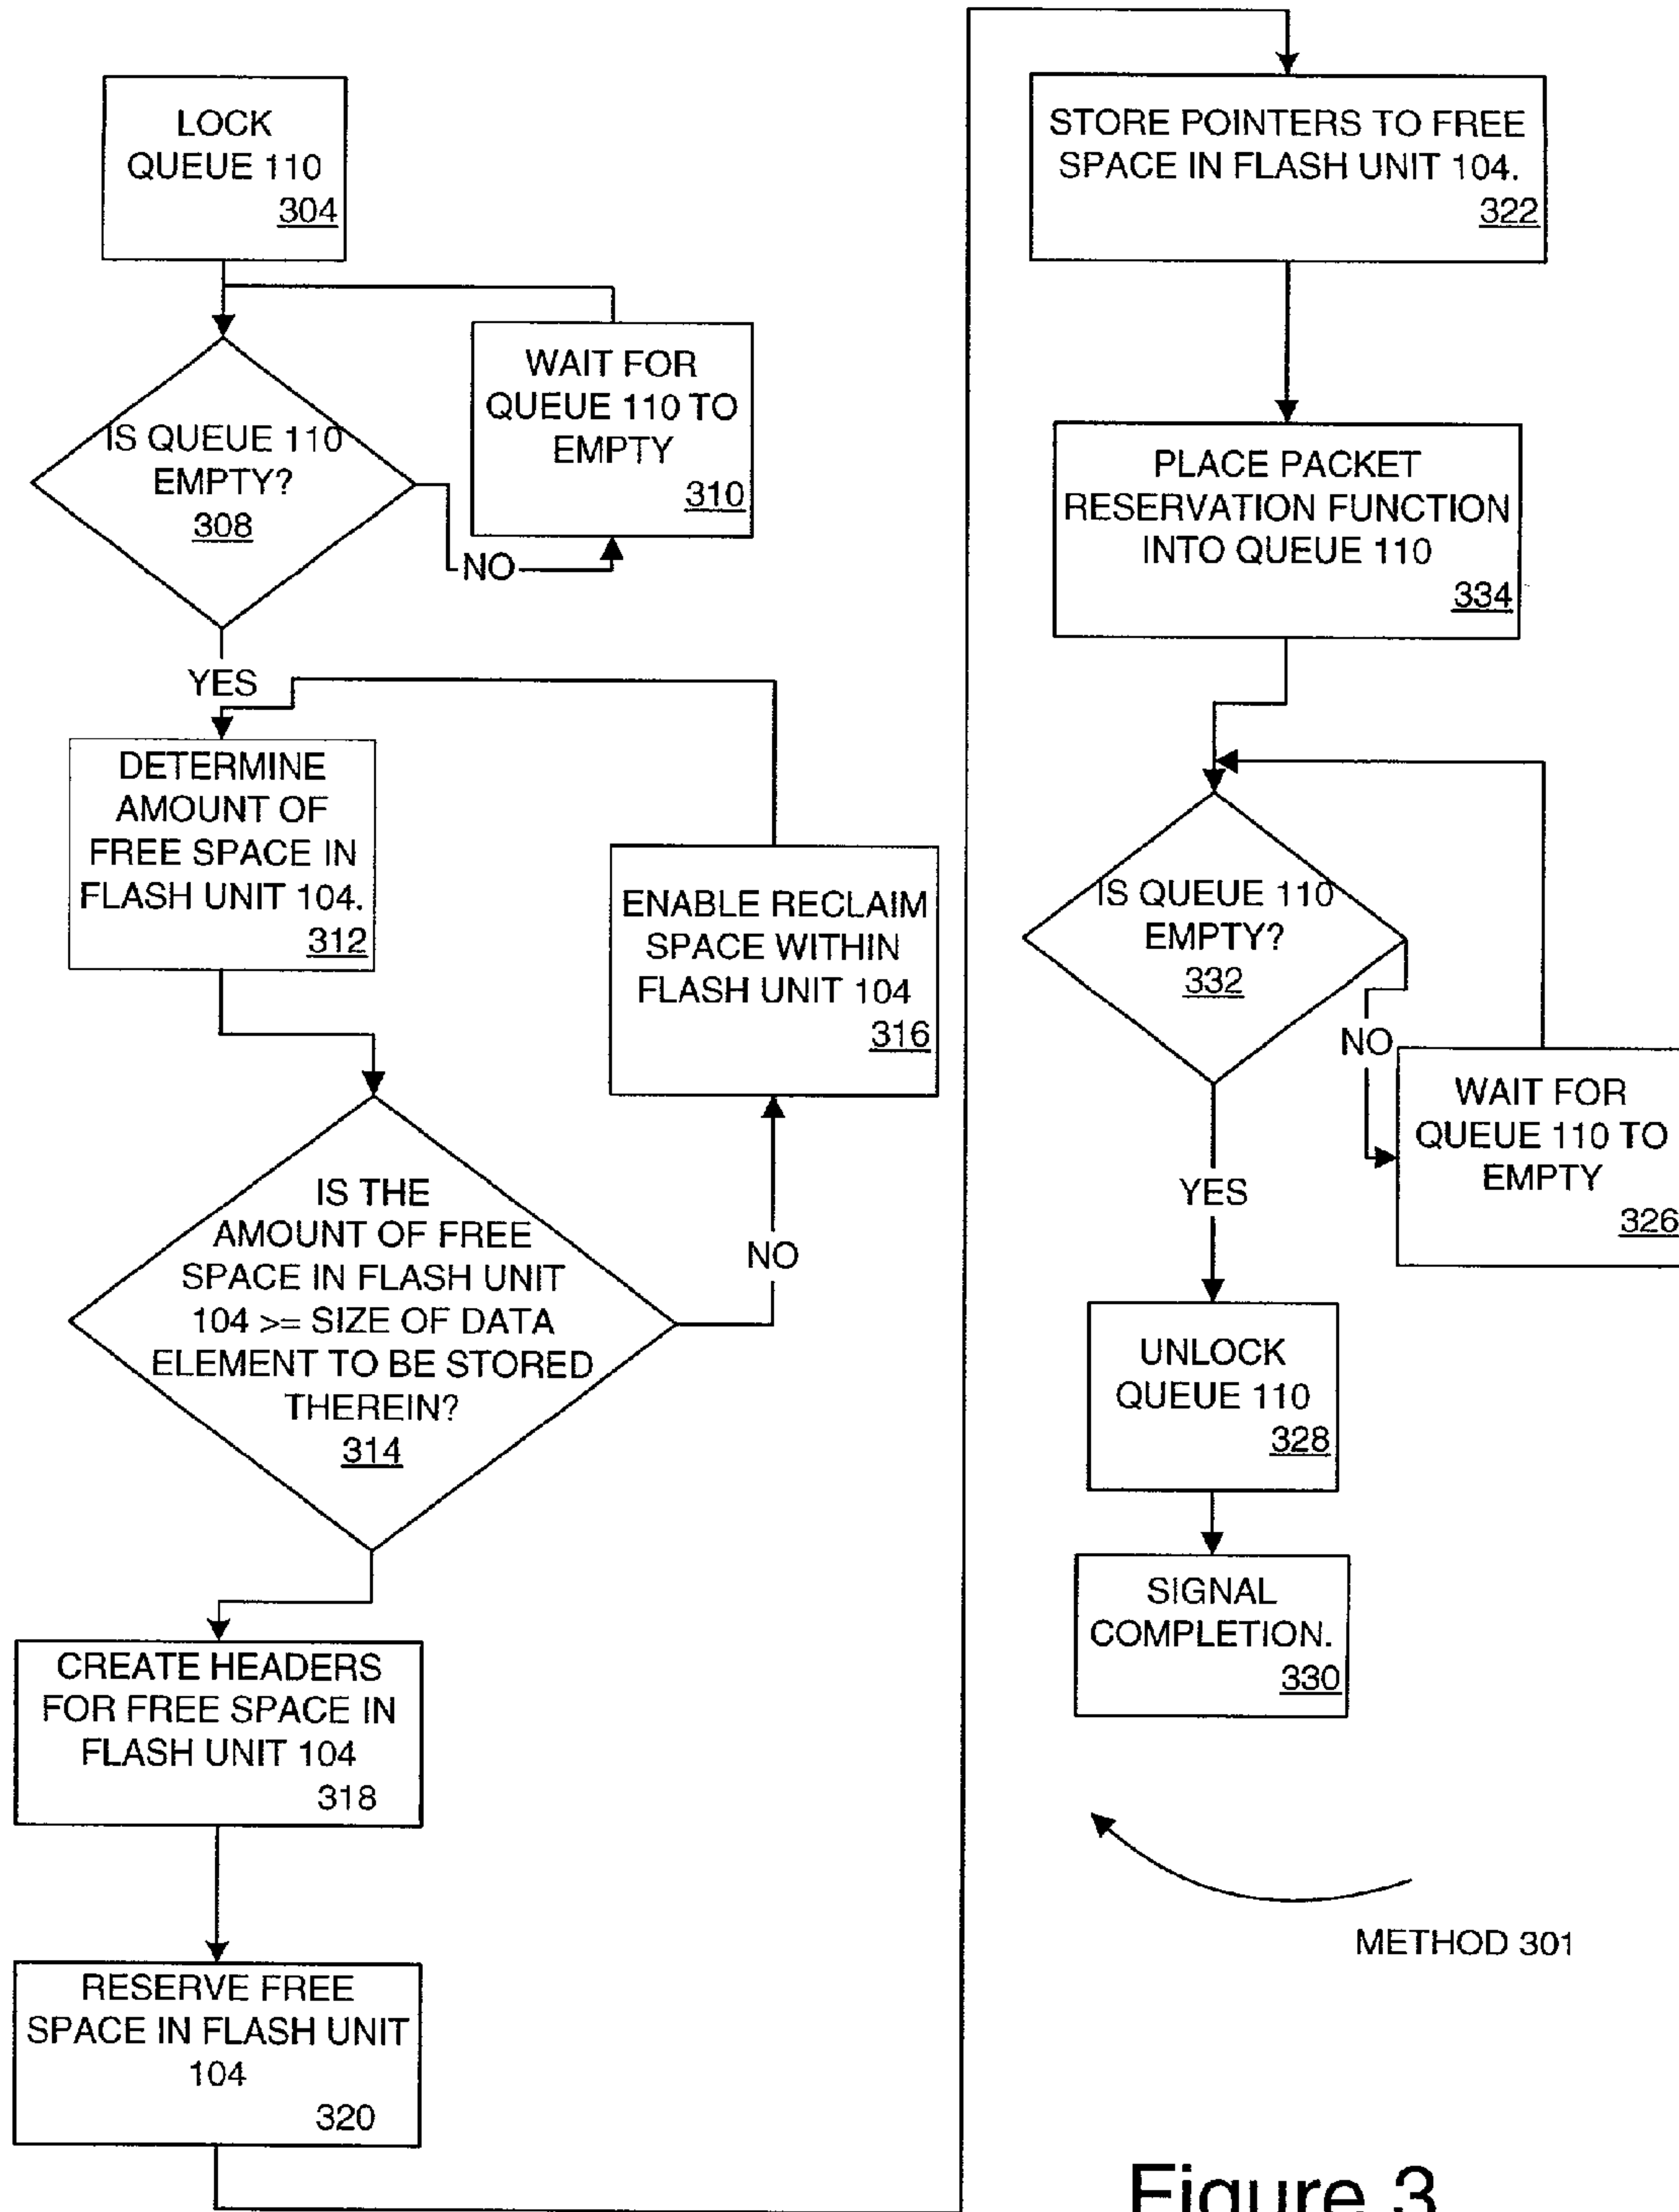 LOCK
QUEUE 110
304
IS QUEUE 110
EMPTY?
308
WAIT FOR
QUEUE 110 TO
EMPTY
310
NO
YES
DETERMINE
AMOUNT OF
FREE SPACE IN
FLASH UNIT 104.
312
ENABLE RECLAIM
SPACE WITHIN
FLASH UNIT 104
316
IS THE
AMOUNT OF FREE
SPACE IN FLASH UNIT
104 >= SIZE OF DATA
ELEMENT TO BE STORED
THEREIN?
314
NO
CREATE HEADERS
FOR FREE SPACE IN
FLASH UNIT 104
318
RESERVE FREE
SPACE IN FLASH UNIT
104
320
STORE POINTERS TO FREE
SPACE IN FLASH UNIT 104.
322
PLACE PACKET
RESERVATION FUNCTION
INTO QUEUE 110
334
IS QUEUE 110
EMPTY?
332
NO
WAIT FOR
QUEUE 110 TO
EMPTY
326
YES
UNLOCK
QUEUE 110
328
SIGNAL
COMPLETION.
330
METHOD 301
Figure 3